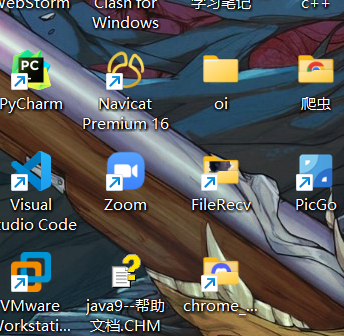 WebStorm
Clash for
Windows
学习笔记
c++
PC
PyCharm
Navicat
Premium 16
oi
爬虫
Visual
Studio Code
Zoom
FileRecv
PicGo
VMware
Workstati...
java9--帮助
文档.CHM
chrome_...